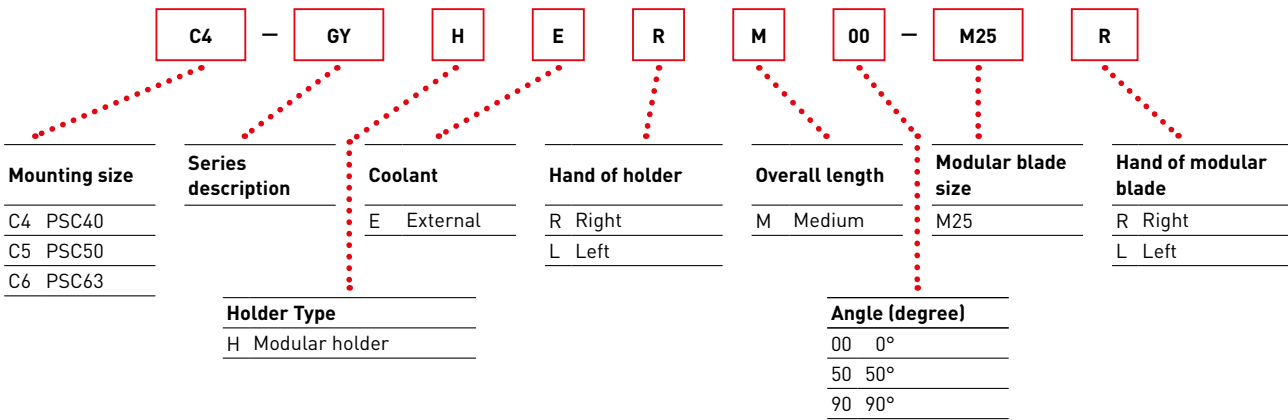 C4 – GY H E R M 00 – M25 R
Mounting size
C4 PSC40
C5 PSC50
C6 PSC63
Series
description
Coolant
E External
Hand of holder
R Right
L Left
Overall length
M Medium
Modular blade
size
M25
Hand of modular
blade
R Right
L Left
Holder Type
H Modular holder
Angle (degree)
00 0°
50 50°
90 90°